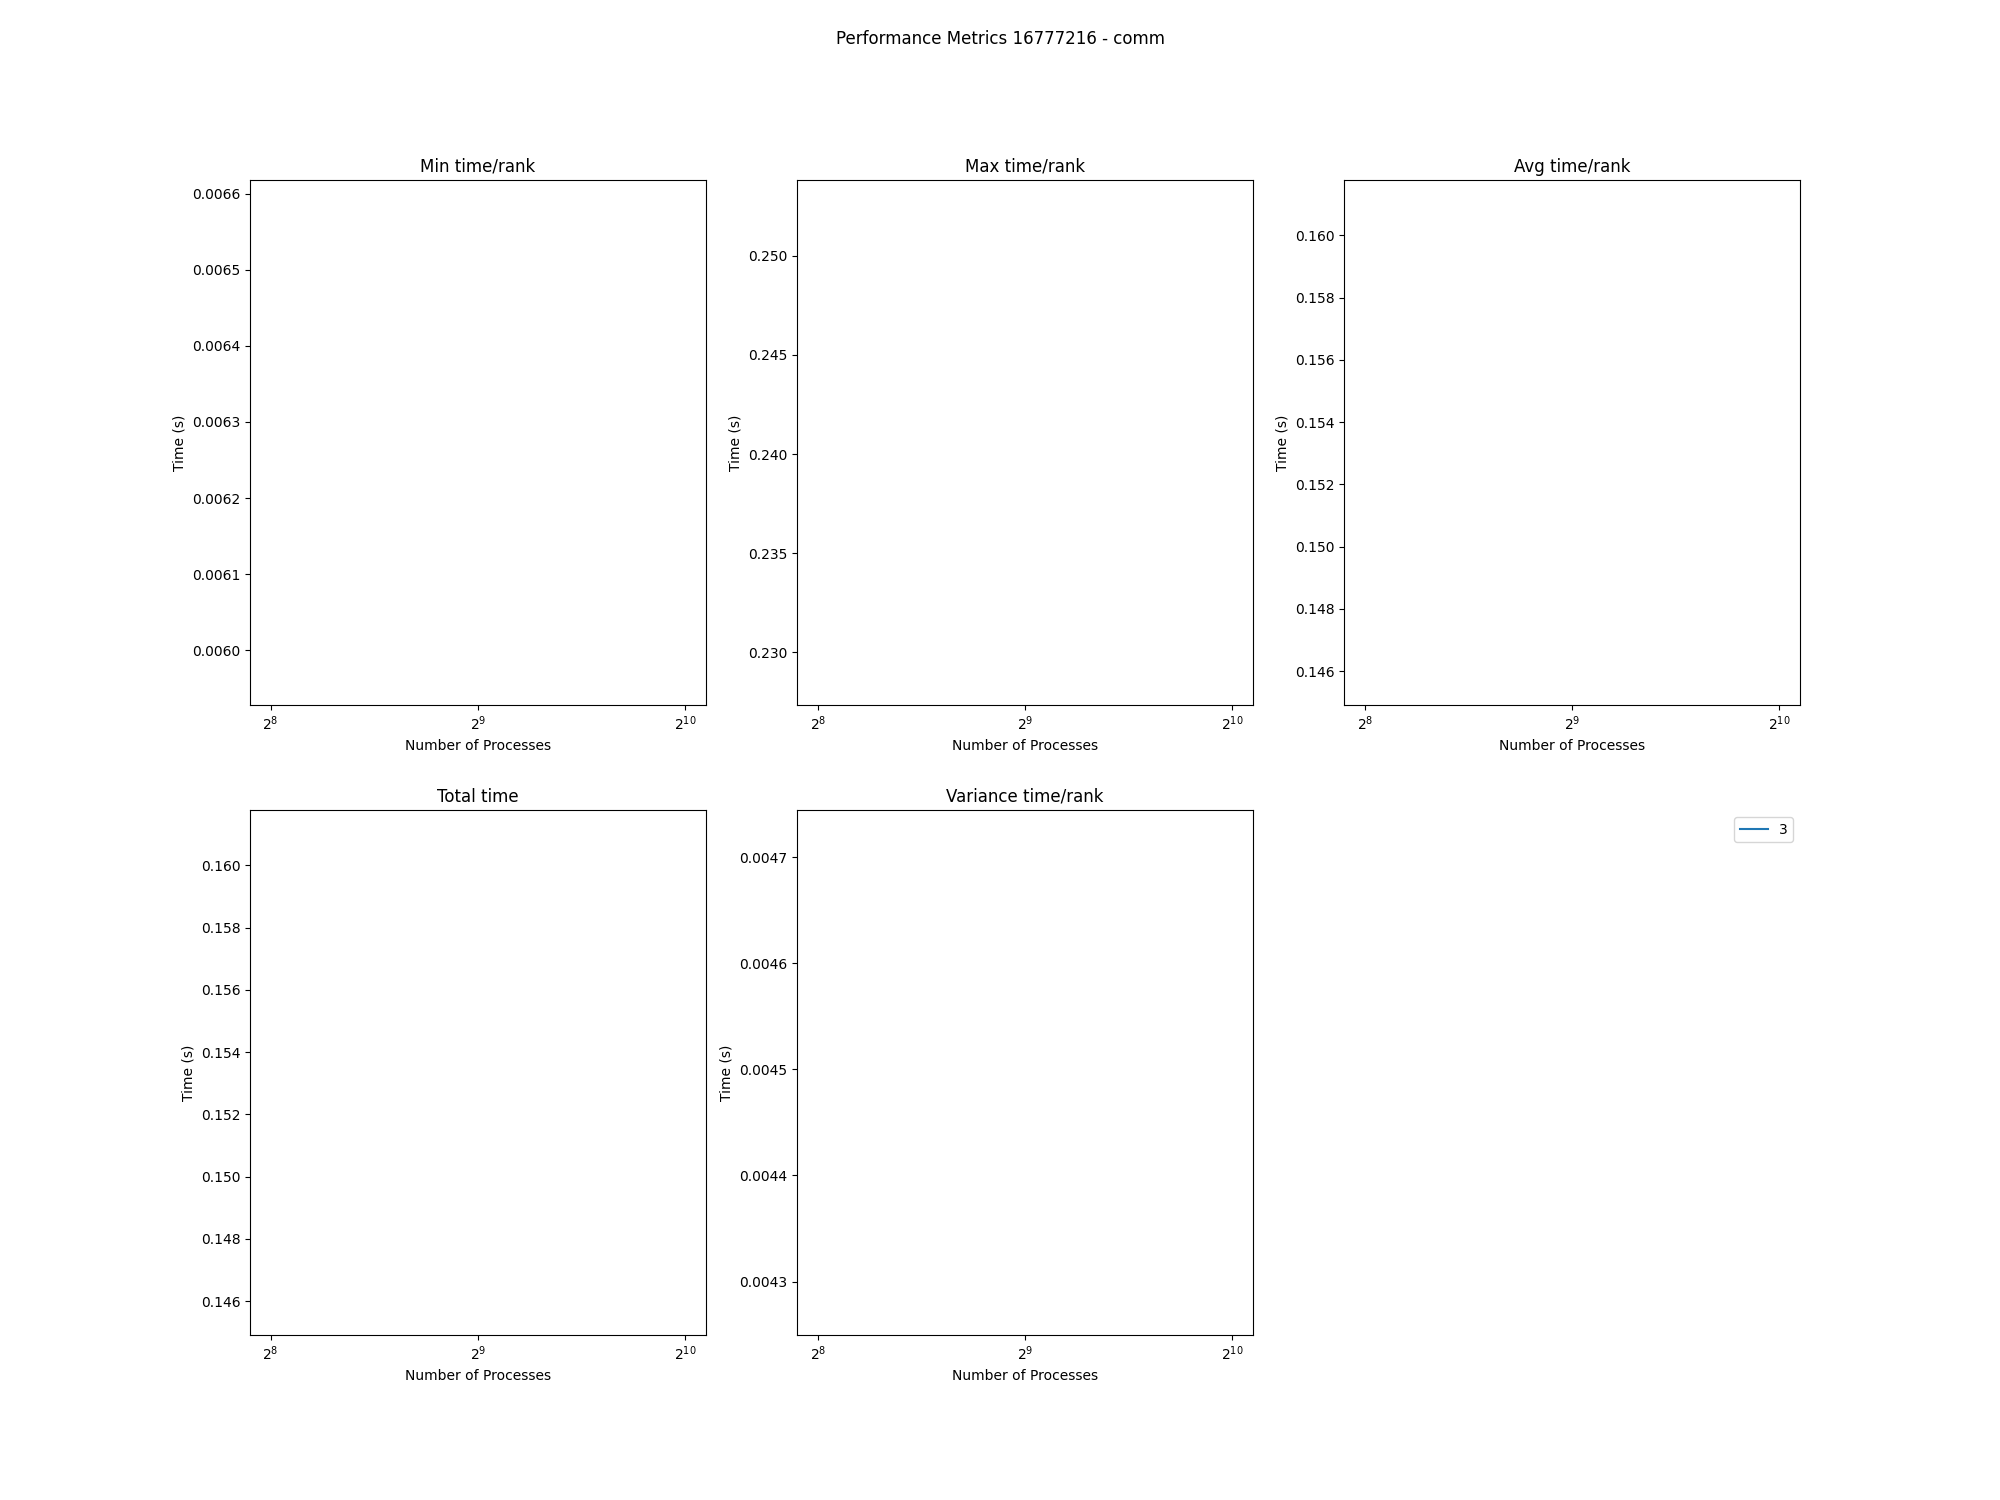 Performance Metrics 16777216 - comm
Min time/rank
0.0066
0.0065
0.0064
0.0063
0.0062
0.0061
0.0060
Time (s)
2^8 2^9 2^10
Number of Processes
Max time/rank
0.250
0.245
0.240
0.235
0.230
Time (s)
2^8 2^9 2^10
Number of Processes
Avg time/rank
0.160
0.158
0.156
0.154
0.152
0.150
0.148
0.146
Time (s)
2^8 2^9 2^10
Number of Processes
Total time
0.160
0.158
0.156
0.154
0.152
0.150
0.148
0.146
Time (s)
2^8 2^9 2^10
Number of Processes
Variance time/rank
0.0047
0.0046
0.0045
0.0044
0.0043
Time (s)
2^8 2^9 2^10
Number of Processes
3